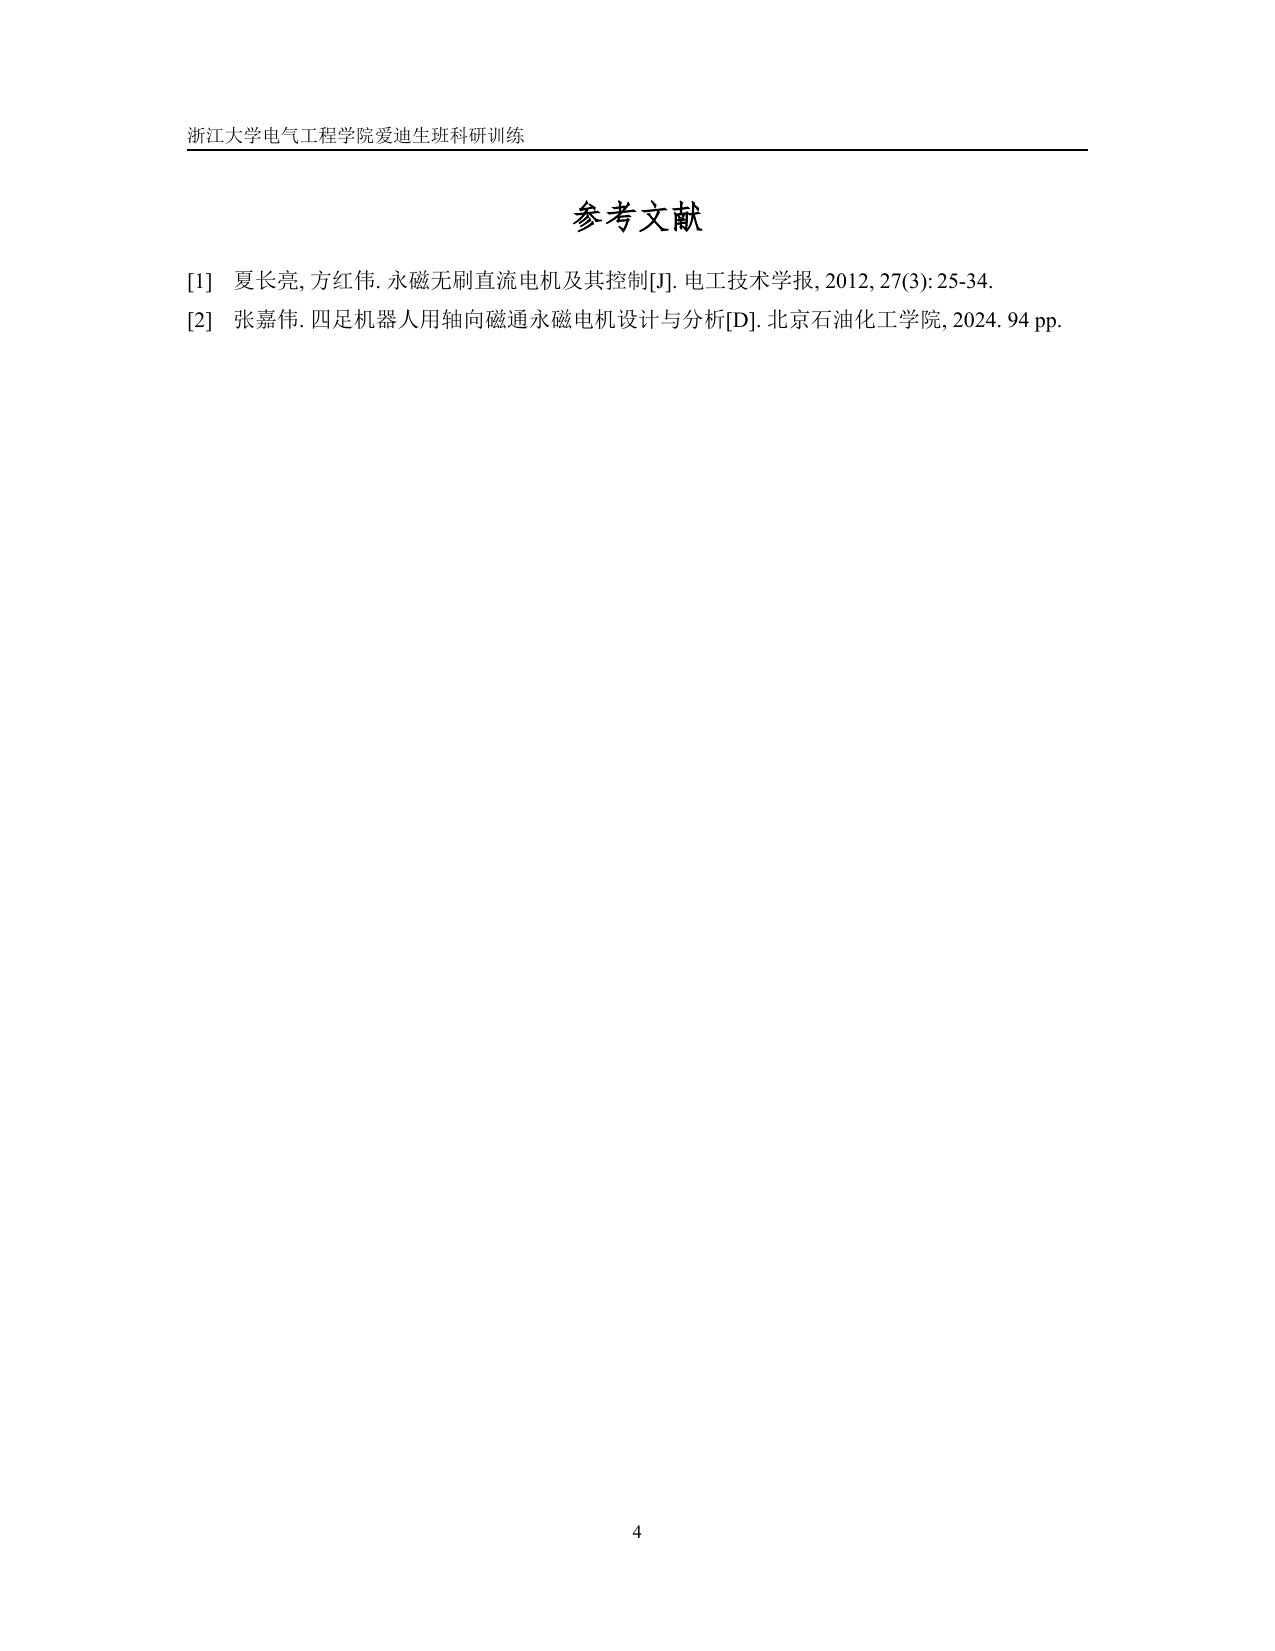 浙江大学电气工程学院爱迪生班科研训练
参考文献
[1] 夏长亮, 方红伟. 永磁无刷直流电机及其控制[J]. 电工技术学报, 2012, 27(3): 25-34.
[2] 张嘉伟. 四足机器人用轴向磁通永磁电机设计与分析[D]. 北京石油化工学院, 2024. 94 pp.
4